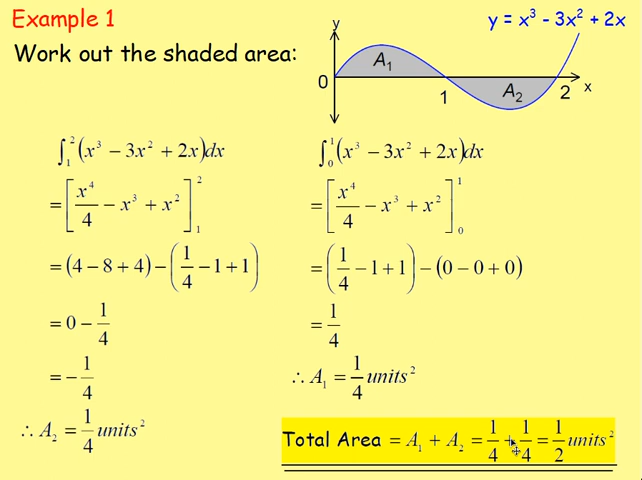 Example 1
y = x³ - 3x² + 2x
Work out the shaded area:
y
A₁
0
1
A₂
2
x
∫₁² (x³ − 3x² + 2x)dx
= [x⁴/4 − x³ + x²]₁²
= (4 − 8 + 4) − (1/4 − 1 + 1)
= 0 − 1/4
= − 1/4
∴ A₂ = 1/4 units²
∫₀¹ (x³ − 3x² + 2x)dx
= [x⁴/4 − x³ + x²]₀¹
= (1/4 − 1 + 1) − (0 − 0 + 0)
= 1/4
∴ A₁ = 1/4 units²
Total Area = A₁ + A₂ = 1/4 + 1/4 = 1/2 units²